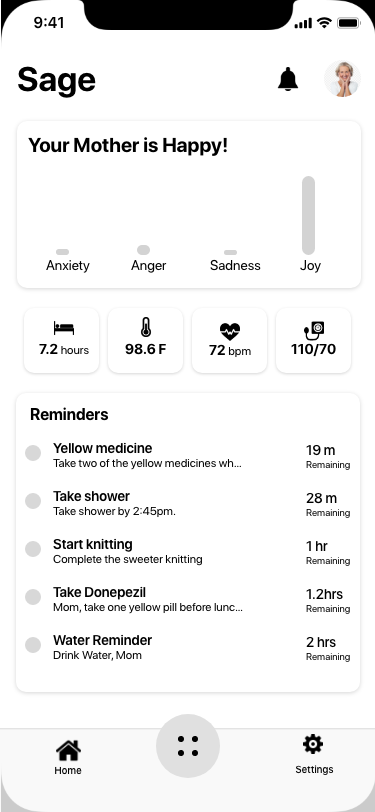 9:41
Sage
Your Mother is Happy!
Anxiety Anger Sadness Joy
7.2 hours 98.6 F 72 bpm 110/70
Reminders
Yellow medicine 19 m
Take two of the yellow medicines wh... Remaining
Take shower 28 m
Take shower by 2:45pm. Remaining
Start knitting 1 hr
Complete the sweeter knitting Remaining
Take Donepezil 1.2hrs
Mom, take one yellow pill before lunc... Remaining
Water Reminder 2 hrs
Drink Water, Mom Remaining
Home Settings